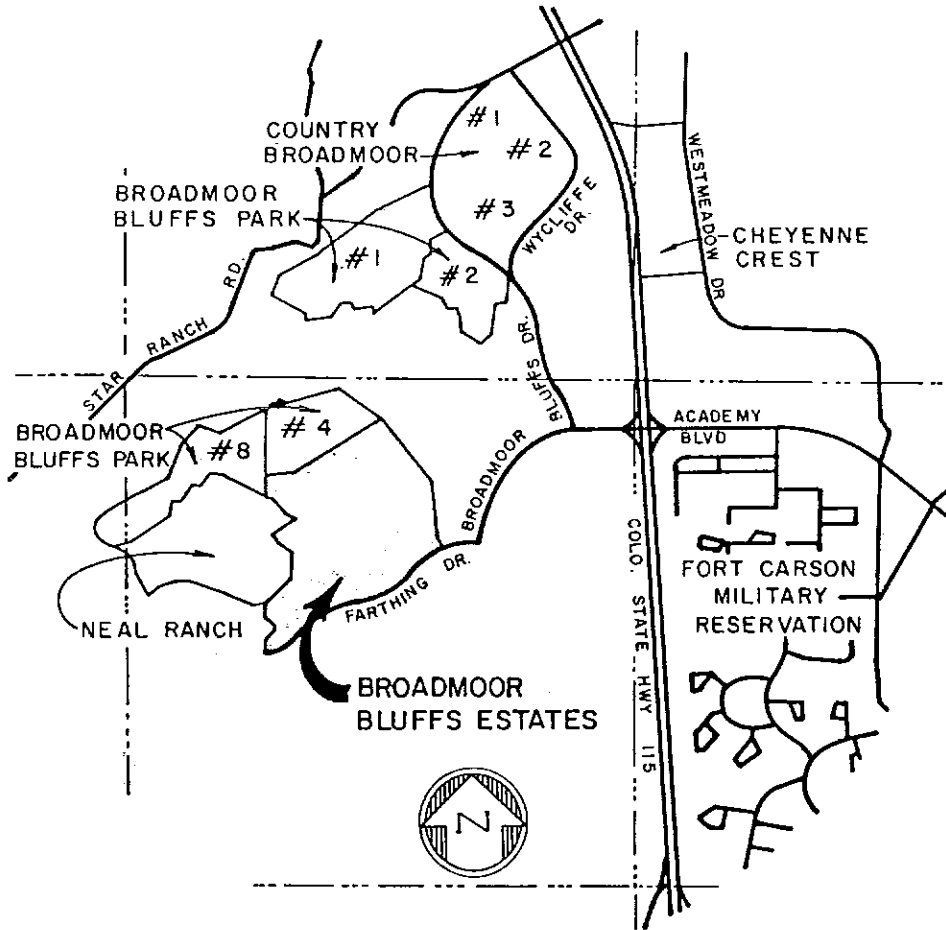 COUNTRY
BROADMOOR
#1
#2
#3
WYCLIFFE
DR.
BROADMOOR
BLUFFS PARK
#1
#2
WESTMEADOW DR
CHEYENNE
CREST
STAR RANCH RD.
BROADMOOR BLUFFS DR.
BROADMOOR
BLUFFS PARK
#8
#4
ACADEMY
BLVD
COLO. STATE HWY 115
FORT CARSON
MILITARY
RESERVATION
FARTHING DR.
NEAL RANCH
BROADMOOR
BLUFFS ESTATES
N